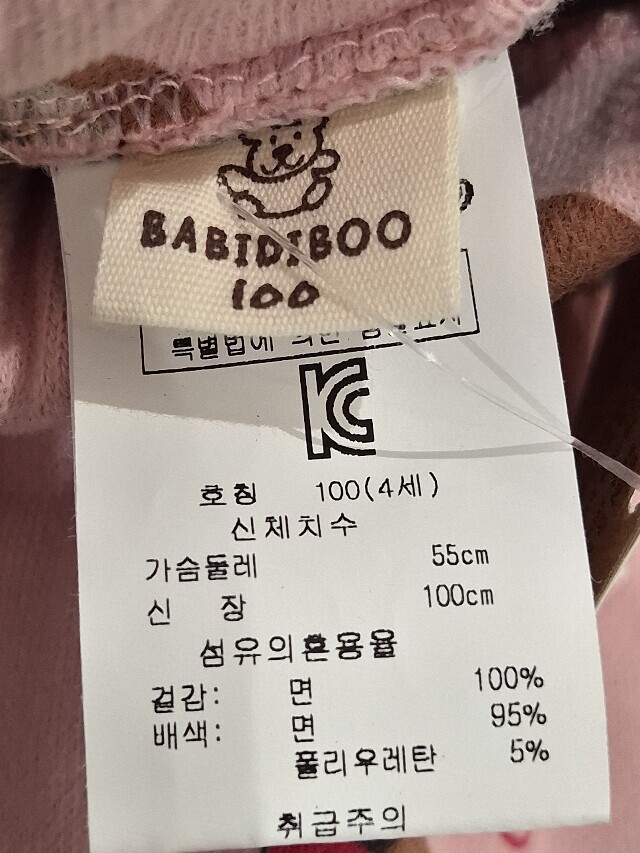 BABIDIBOO
100
특별법에 의한
KC
호칭 100(4세)
신체치수
가슴둘레 55cm
신 장 100cm
섬유의혼용율
겉감: 면 100%
배색: 면 95%
폴리우레탄 5%
취급주의